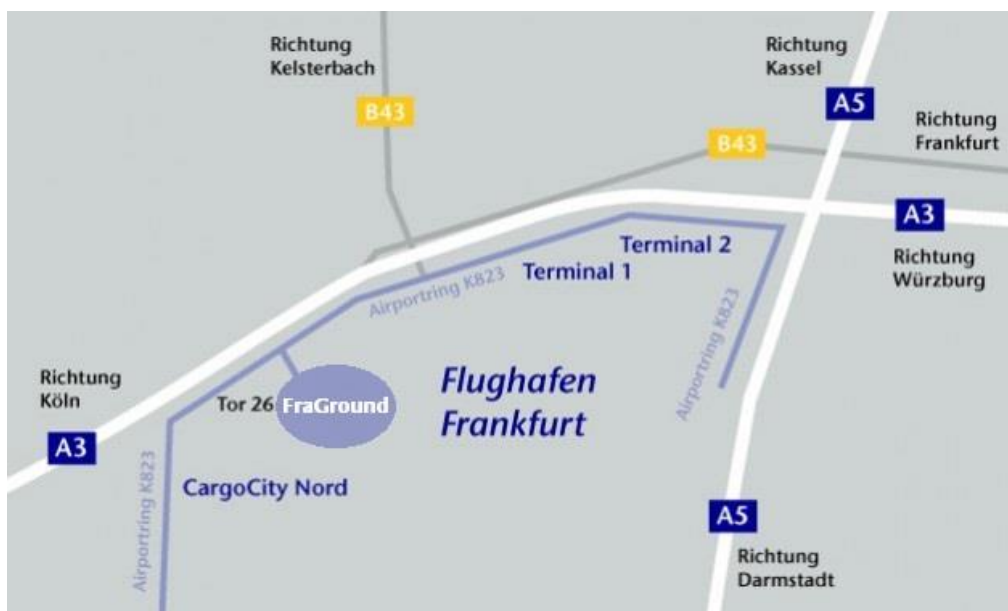 Richtung
Kelsterbach
B43
Richtung
Kassel
A5
Richtung
Frankfurt
B43
A3
Richtung
Würzburg
Terminal 2
Terminal 1
Airportring K823
Airportring K823
Richtung
Köln
A3
Tor 26
FraGround
Flughafen
Frankfurt
CargoCity Nord
Airportring K823
A5
Richtung
Darmstadt